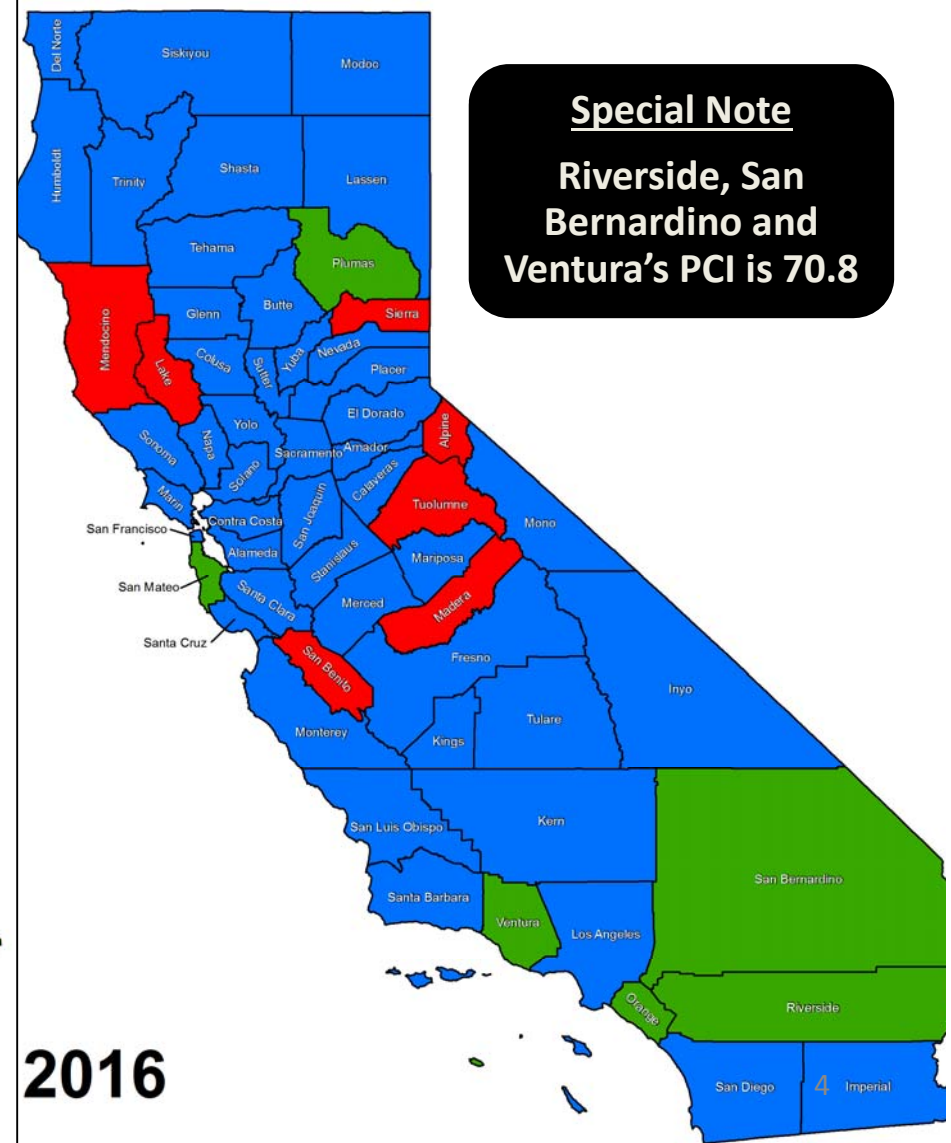 Special Note
Riverside, San
Bernardino and
Ventura’s PCI is 70.8
Del Norte
Siskiyou
Modoc
Humboldt
Trinity
Shasta
Lassen
Tehama
Plumas
Mendocino
Glenn
Butte
Sierra
Lake
Colusa
Sutter
Yuba
Nevada
Placer
Sonoma
Napa
Yolo
El Dorado
Alpine
Sacramento
Amador
Solano
Calaveras
Marin
Tuolumne
San Francisco
Contra Costa
San Joaquin
Mono
Alameda
Stanislaus
Mariposa
San Mateo
Santa Clara
Merced
Madera
Santa Cruz
San Benito
Fresno
Inyo
Monterey
Kings
Tulare
San Luis Obispo
Kern
San Bernardino
Santa Barbara
Ventura
Los Angeles
Orange
Riverside
2016
San Diego
4
Imperial